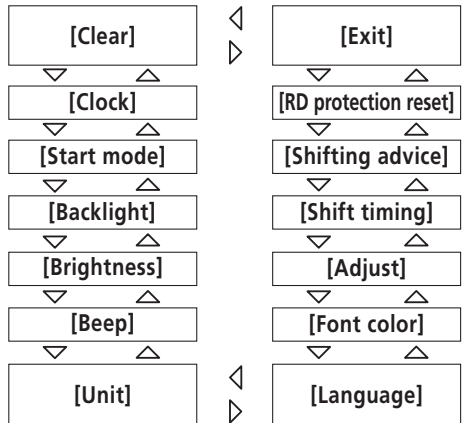 [Clear]
[Exit]
[Clock]
[RD protection reset]
[Start mode]
[Shifting advice]
[Backlight]
[Shift timing]
[Brightness]
[Adjust]
[Beep]
[Font color]
[Unit]
[Language]